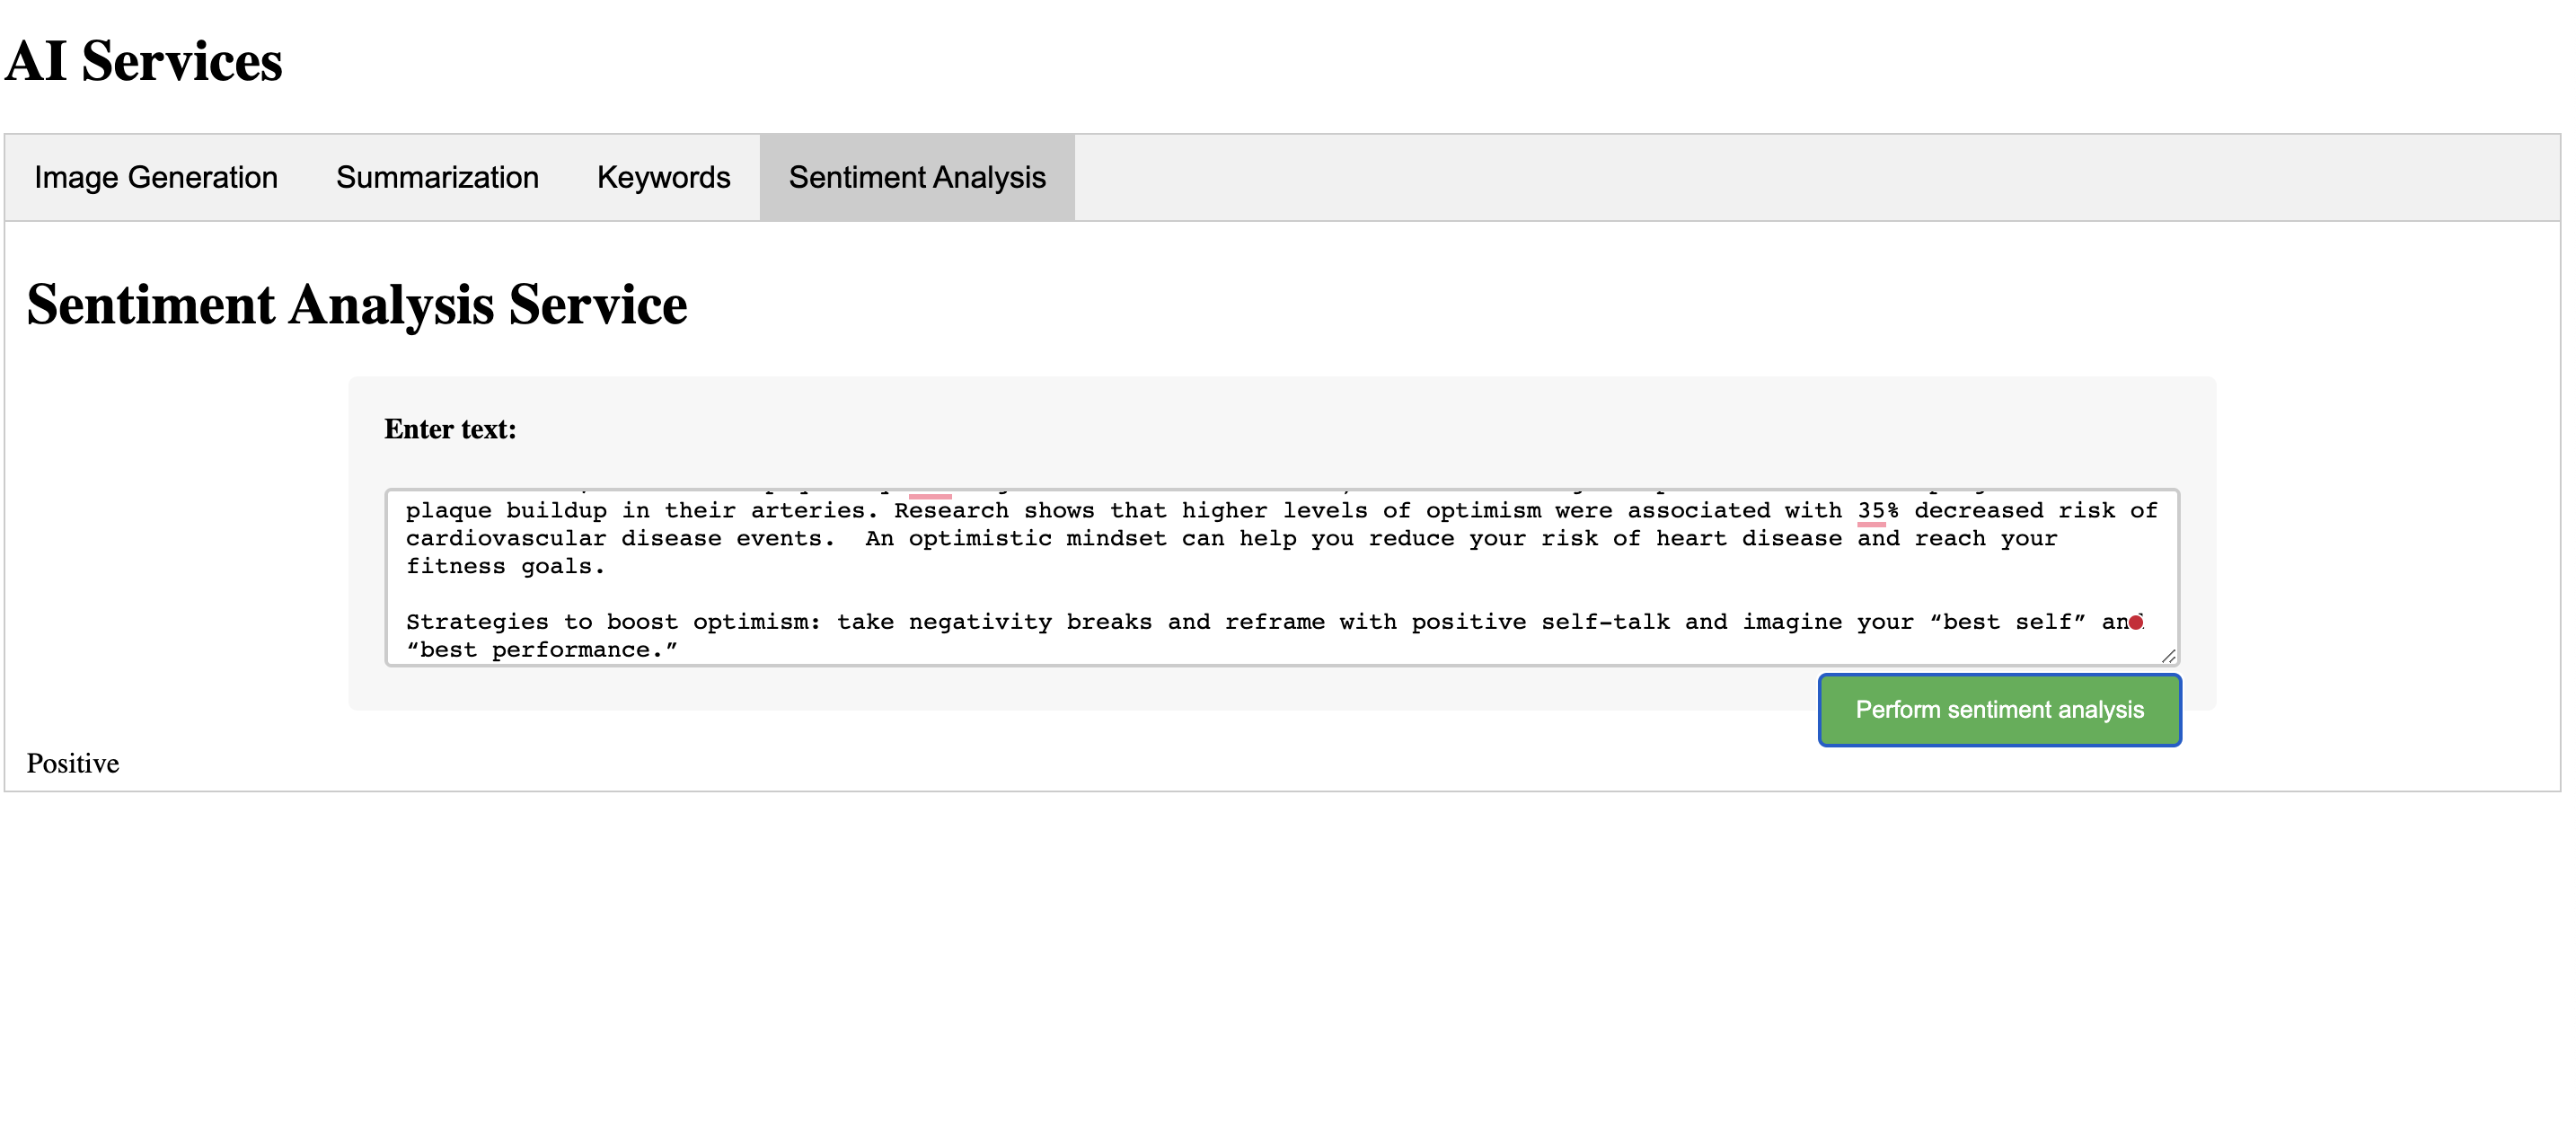 AI Services
Image Generation Summarization Keywords Sentiment Analysis
Sentiment Analysis Service
Enter text:
plaque buildup in their arteries. Research shows that higher levels of optimism were associated with 35% decreased risk of
cardiovascular disease events.  An optimistic mindset can help you reduce your risk of heart disease and reach your
fitness goals.
Strategies to boost optimism: take negativity breaks and reframe with positive self-talk and imagine your “best self” and
“best performance.”
Perform sentiment analysis
Positive